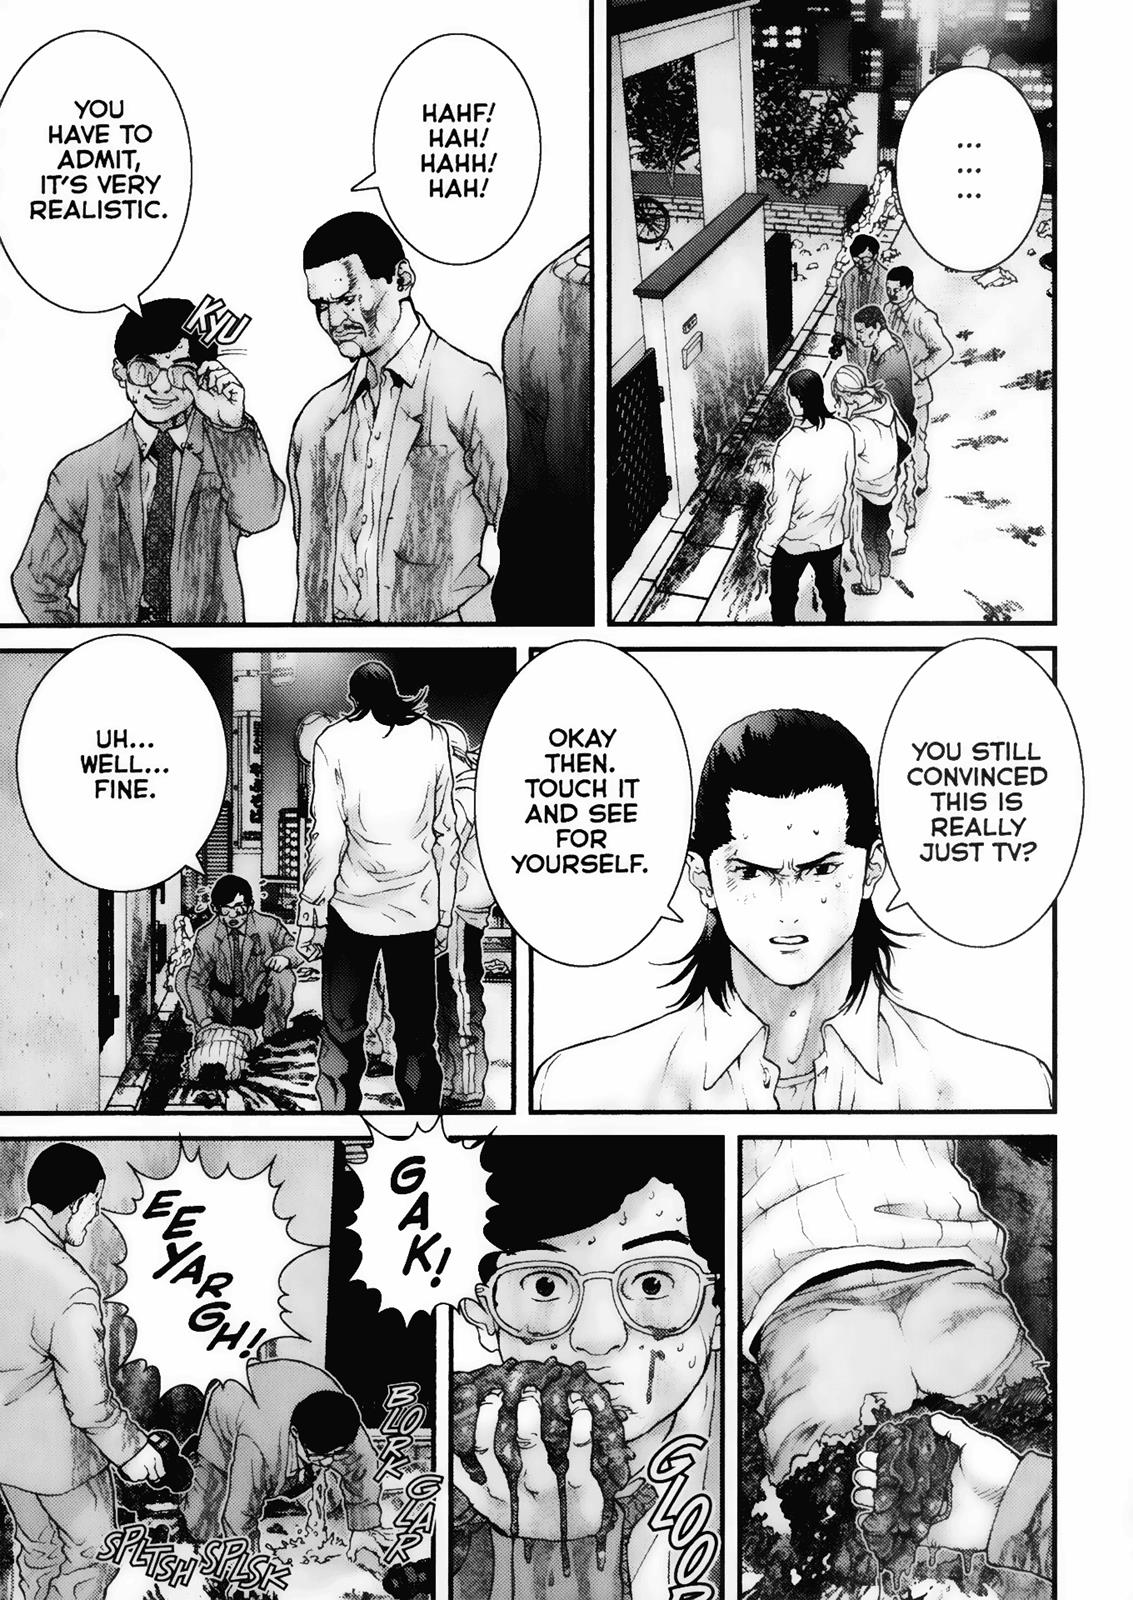 ...
...
...
HAHF!
HAH!
HAHH!
HAH!
YOU
HAVE TO
ADMIT,
IT'S VERY
REALISTIC.
KYU
YOU STILL
CONVINCED
THIS IS
REALLY
JUST TV?
OKAY
THEN.
TOUCH IT
AND SEE
FOR
YOURSELF.
UH...
WELL...
FINE.
GLOOP
GAK!
EEYARGH!
BLORK
GLAR
SPLTSH
SPLSK